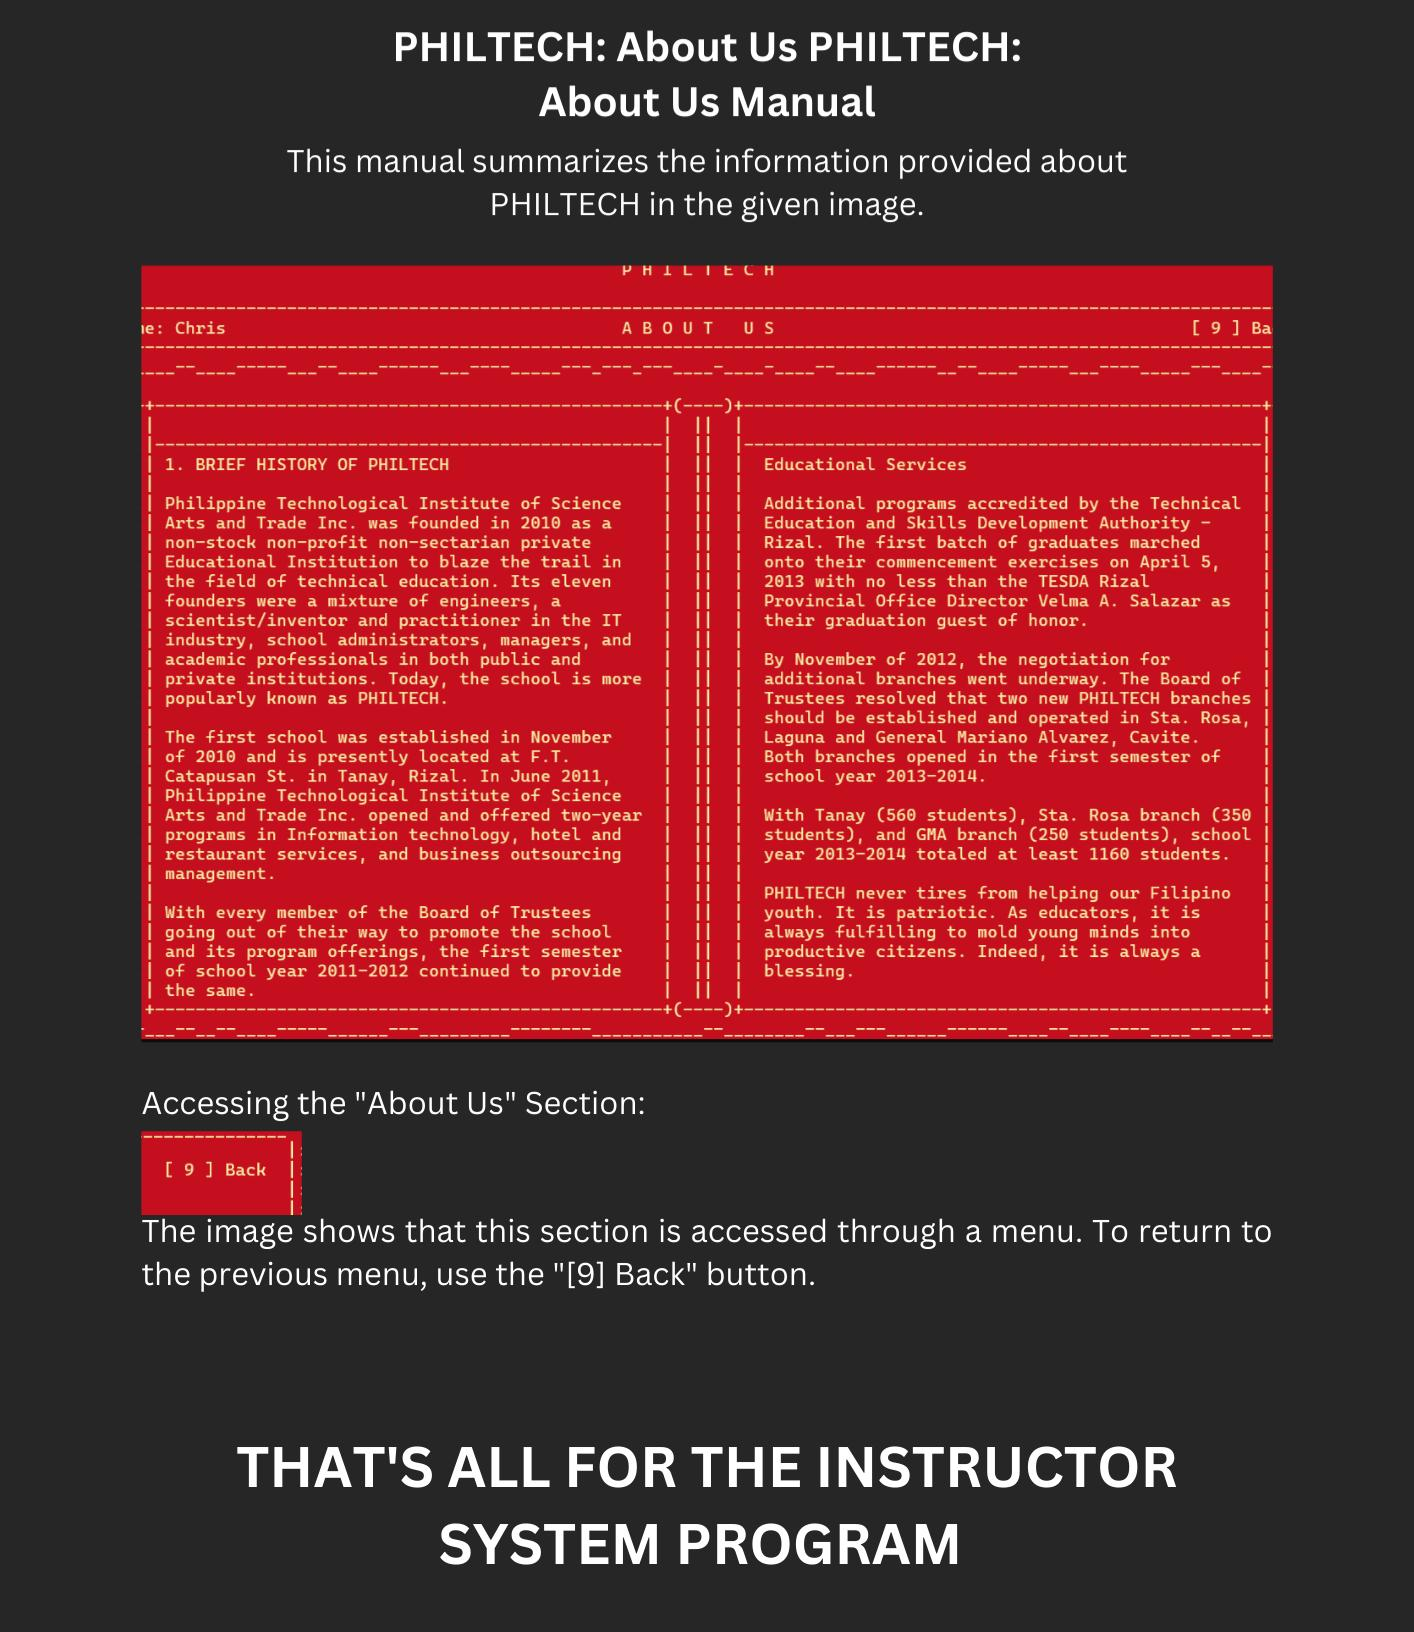 PHILTECH: About Us PHILTECH:
About Us Manual
This manual summarizes the information provided about
PHILTECH in the given image.
P H I L T E C H
Chris
A B O U T   U S
[ 9 ]
1. BRIEF HISTORY OF PHILTECH
Philippine Technological Institute of Science
Arts and Trade Inc. was founded in 2010 as a
non-stock non-profit non-sectarian private
Educational Institution to blaze the trail in
the field of technical education. Its eleven
founders were a mixture of engineers, a
scientist/inventor and practitioner in the IT
industry, school administrators, managers, and
academic professionals in both public and
private institutions. Today, the school is more
popularly known as PHILTECH.
The first school was established in November
of 2010 and is presently located at F.T.
Catapusan St. in Tanay, Rizal. In June 2011,
Philippine Technological Institute of Science
Arts and Trade Inc. opened and offered two-year
programs in Information technology, hotel and
restaurant services, and business outsourcing
management.
With every member of the Board of Trustees
going out of their way to promote the school
and its program offerings, the first semester
of school year 2011-2012 continued to provide
the same.
Educational Services
Additional programs accredited by the Technical
Education and Skills Development Authority -
Rizal. The first batch of graduates marched
onto their commencement exercises on April 5,
2013 with no less than the TESDA Rizal
Provincial Office Director Velma A. Salazar as
their graduation guest of honor.
By November of 2012, the negotiation for
additional branches went underway. The Board of
Trustees resolved that two new PHILTECH branches
should be established and operated in Sta. Rosa,
Laguna and General Mariano Alvarez, Cavite.
Both branches opened in the first semester of
school year 2013-2014.
With Tanay (560 students), Sta. Rosa branch (350
students), and GMA branch (250 students), school
year 2013-2014 totaled at least 1160 students.
PHILTECH never tires from helping our Filipino
youth. It is patriotic. As educators, it is
always fulfilling to mold young minds into
productive citizens. Indeed, it is always a
blessing.
Accessing the "About Us" Section:
[ 9 ] Back
The image shows that this section is accessed through a menu. To return to
the previous menu, use the "[9] Back" button.
THAT'S ALL FOR THE INSTRUCTOR
SYSTEM PROGRAM